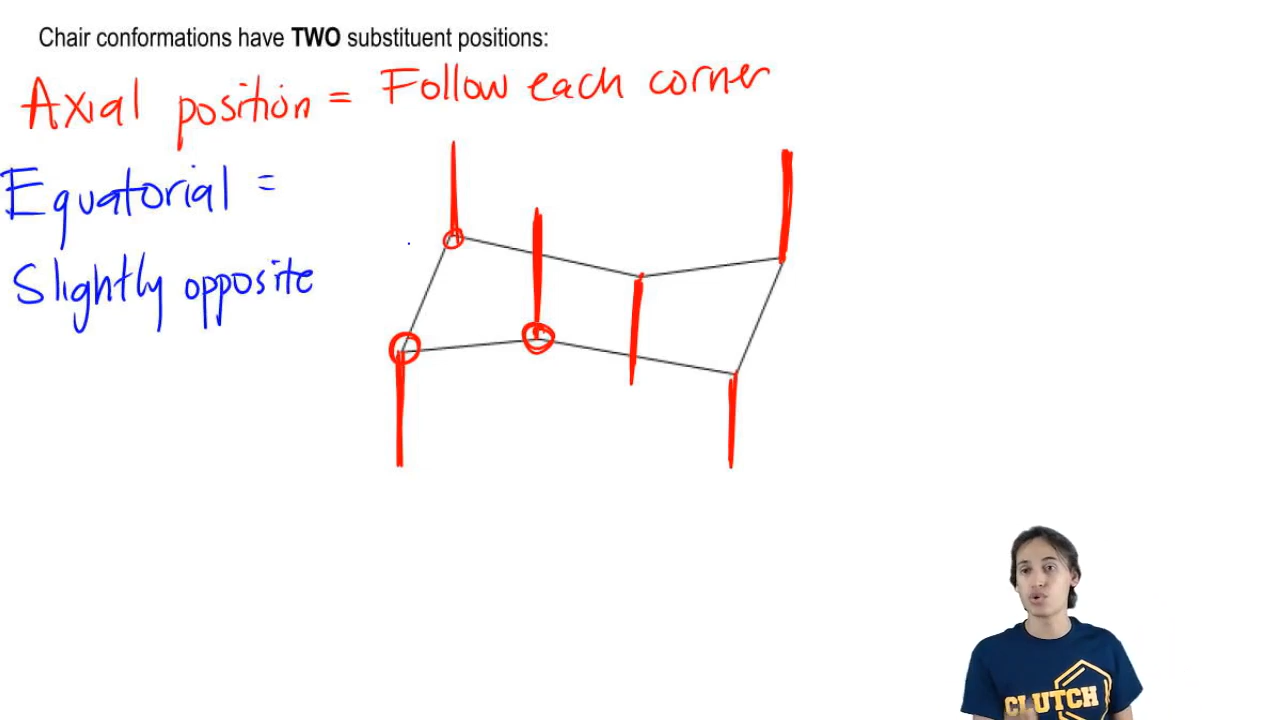 Chair conformations have TWO substituent positions:
Axial position = Follow each corner
Equatorial =
Slightly opposite
CLUTCH